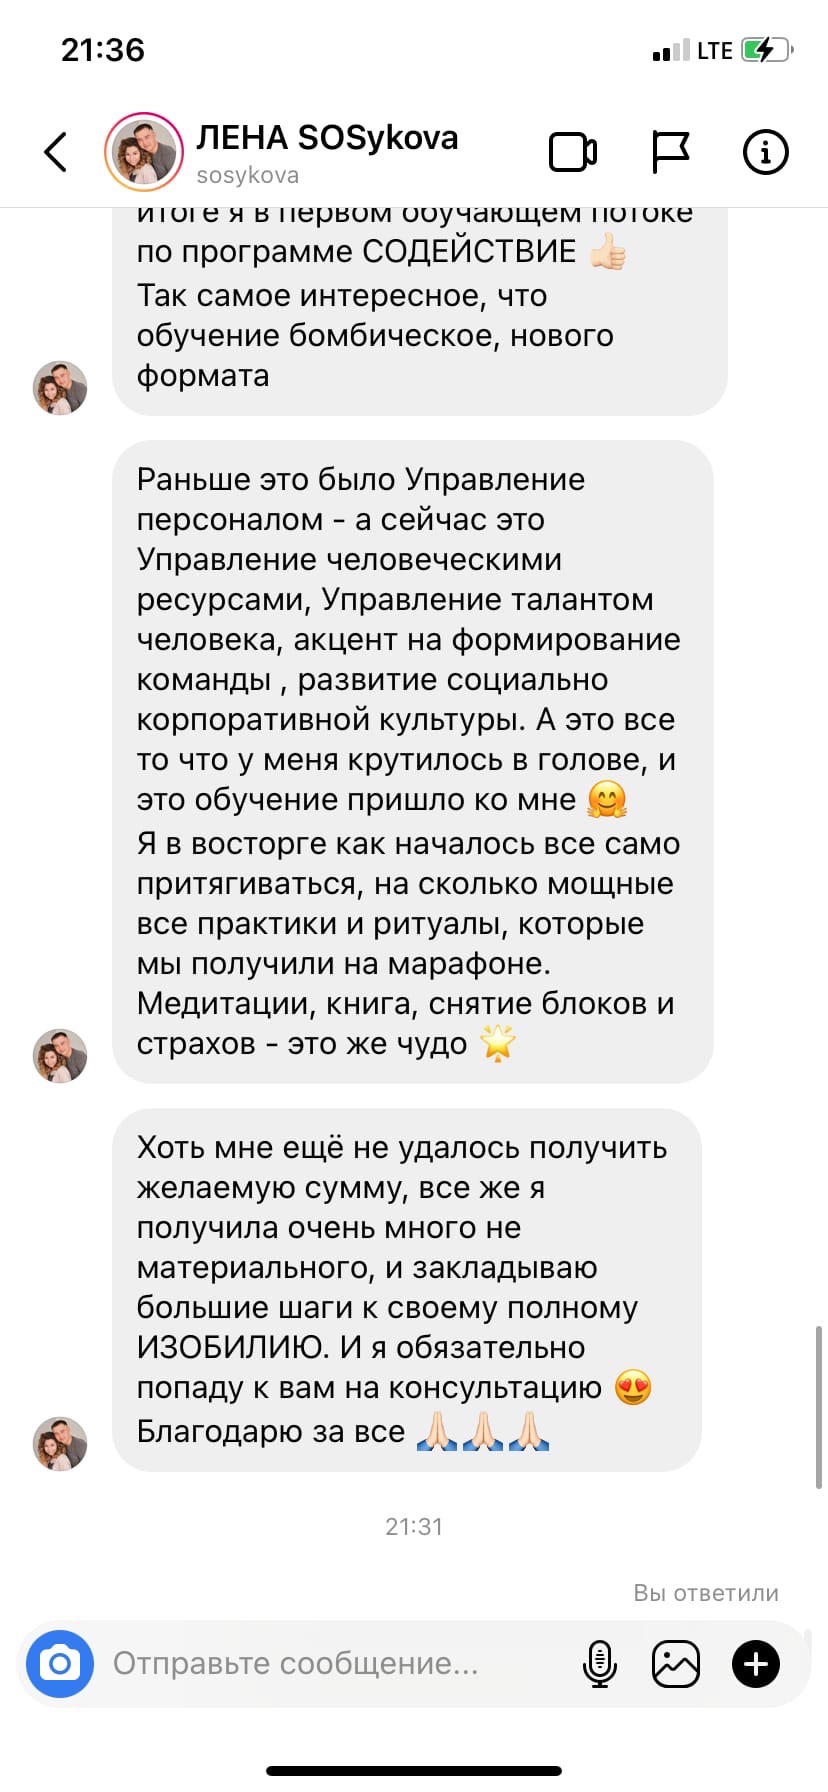 21:36
LTE
ЛЕНА SOSykova
sosykova
итоге я в первом обучающем потоке
по программе СОДЕЙСТВИЕ 👍🏻
Так самое интересное, что
обучение бомбическое, нового
формата
Раньше это было Управление
персоналом - а сейчас это
Управление человеческими
ресурсами, Управление талантом
человека, акцент на формирование
команды , развитие социально
корпоративной культуры. А это все
то что у меня крутилось в голове, и
это обучение пришло ко мне 🤗
Я в восторге как началось все само
притягиваться, на сколько мощные
все практики и ритуалы, которые
мы получили на марафоне.
Медитации, книга, снятие блоков и
страхов - это же чудо 🌟
Хоть мне ещё не удалось получить
желаемую сумму, все же я
получила очень много не
материального, и закладываю
большие шаги к своему полному
ИЗОБИЛИЮ. И я обязательно
попаду к вам на консультацию 😍
Благодарю за все 🙏🏻🙏🏻🙏🏻
21:31
Вы ответили
Отправьте сообщение...